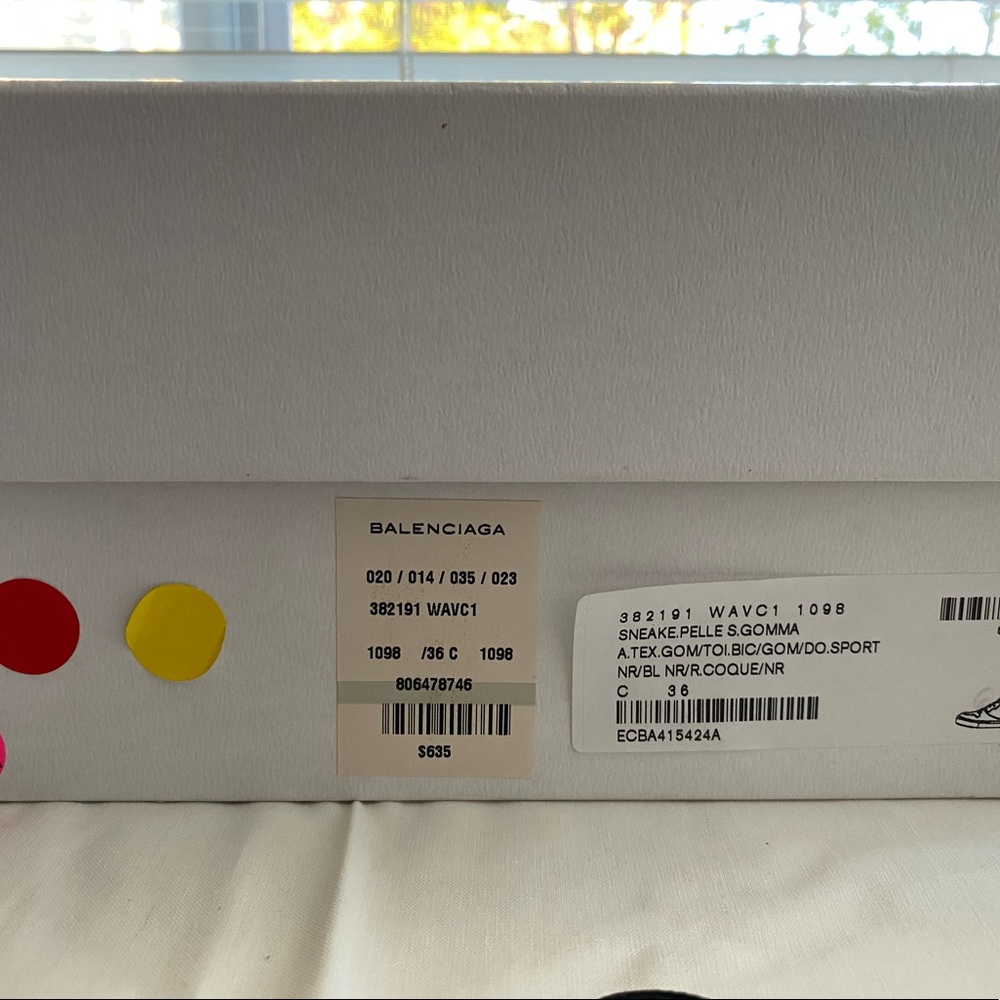 BALENCIAGA
020 / 014 / 035 / 023
382191 WAVC1
1098 /36 C 1098
806478746
$635
382191 WAVC1 1098
SNEAKE.PELLE S.GOMMA
A.TEX.GOM/TOI.BIC/GOM/DO.SPORT
NR/BL NR/R.COQUE/NR
C 36
ECBA415424A